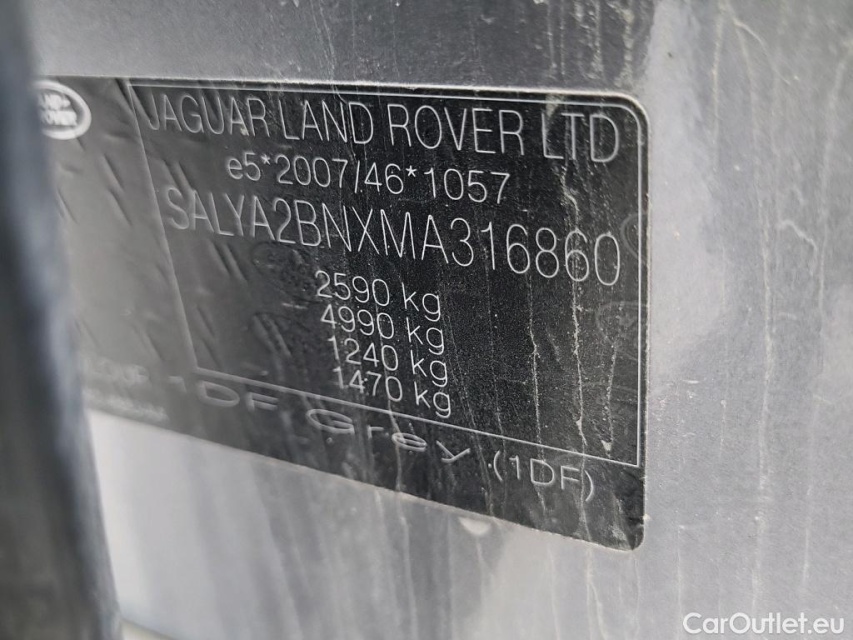 JAGUAR LAND ROVER LTD
e5*2007/46*1057
SALYA2BNXMA316860
2590 kg
4990 kg
1240 kg
1470 kg
1DF Grey (1DF)
CarOutlet.eu